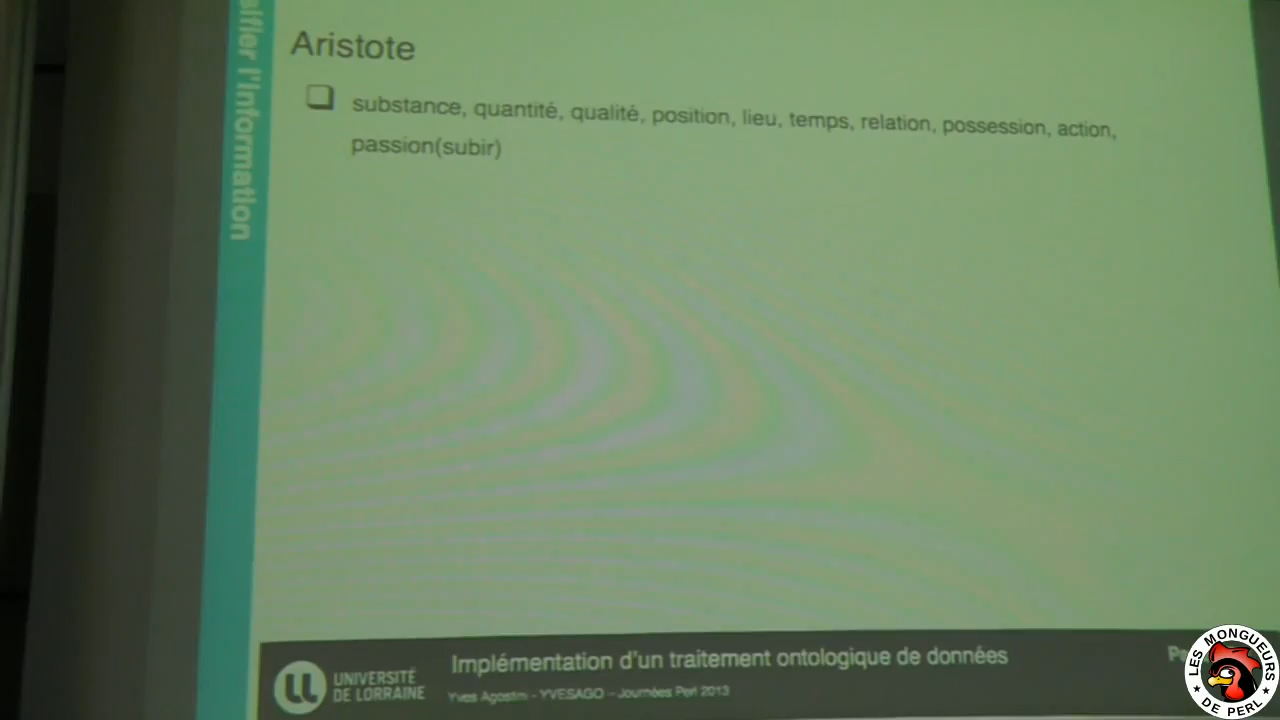 sifier l'information
Aristote
substance, quantité, qualité, position, lieu, temps, relation, possession, action,
passion(subir)
UNIVERSITÉ
DE LORRAINE
Implémentation d'un traitement ontologique de données
Yves Agostini - YVESAGO - Journées Perl 2013
LES MONGUEURS
DE PERL